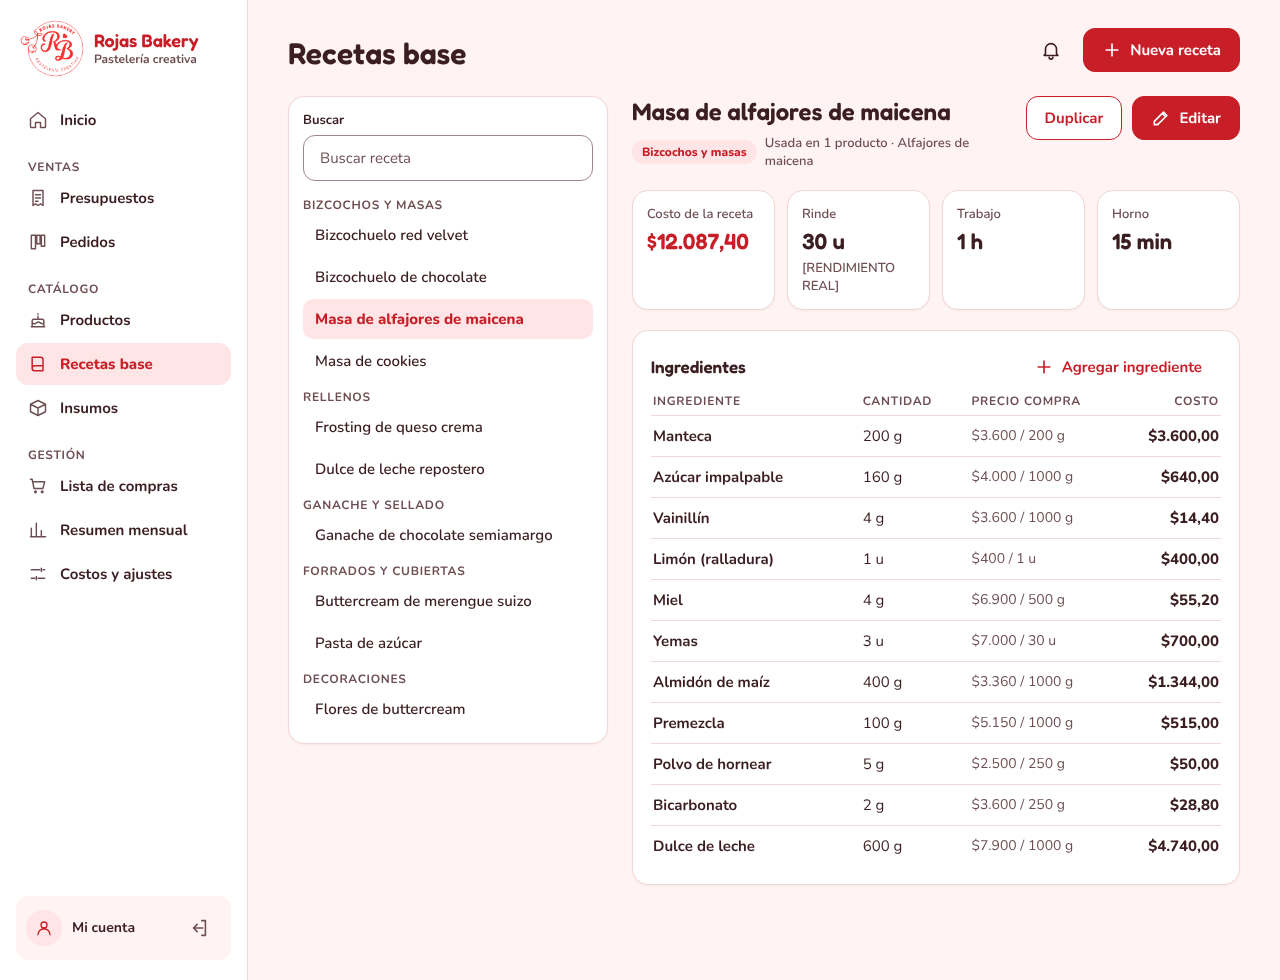 ROJAS BAKERY
RB
PASTELERÍA CREATIVA
Rojas Bakery
Pastelería creativa
Inicio
VENTAS
Presupuestos
Pedidos
CATÁLOGO
Productos
Recetas base
Insumos
GESTIÓN
Lista de compras
Resumen mensual
Costos y ajustes
Mi cuenta
Recetas base
Nueva receta
Buscar
Buscar receta
BIZCOCHOS Y MASAS
Bizcochuelo red velvet
Bizcochuelo de chocolate
Masa de alfajores de maicena
Masa de cookies
RELLENOS
Frosting de queso crema
Dulce de leche repostero
GANACHE Y SELLADO
Ganache de chocolate semiamargo
FORRADOS Y CUBIERTAS
Buttercream de merengue suizo
Pasta de azúcar
DECORACIONES
Flores de buttercream
Masa de alfajores de maicena
Duplicar
Editar
Bizcochos y masas
Usada en 1 producto · Alfajores de
maicena
Costo de la receta
$12.087,40
Rinde
30 u
[RENDIMIENTO
REAL]
Trabajo
1 h
Horno
15 min
Ingredientes
Agregar ingrediente
INGREDIENTE CANTIDAD PRECIO COMPRA COSTO
Manteca 200 g $3.600 / 200 g $3.600,00
Azúcar impalpable 160 g $4.000 / 1000 g $640,00
Vainillín 4 g $3.600 / 1000 g $14,40
Limón (ralladura) 1 u $400 / 1 u $400,00
Miel 4 g $6.900 / 500 g $55,20
Yemas 3 u $7.000 / 30 u $700,00
Almidón de maíz 400 g $3.360 / 1000 g $1.344,00
Premezcla 100 g $5.150 / 1000 g $515,00
Polvo de hornear 5 g $2.500 / 250 g $50,00
Bicarbonato 2 g $3.600 / 250 g $28,80
Dulce de leche 600 g $7.900 / 1000 g $4.740,00